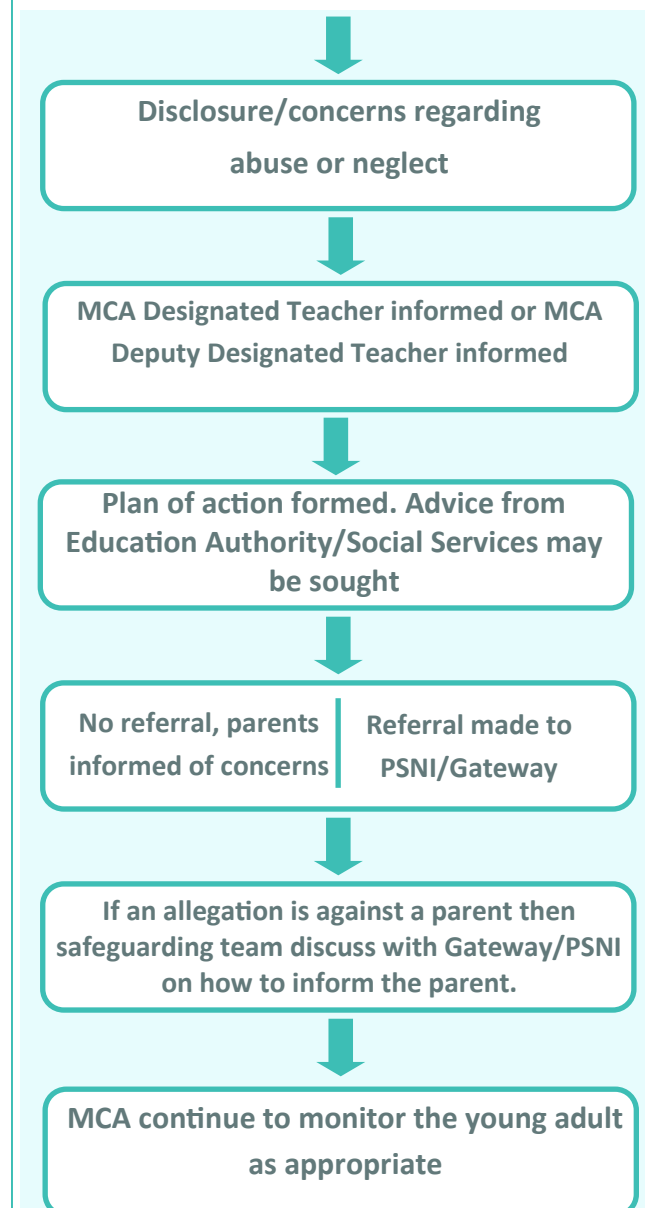 Disclosure/concerns regarding
abuse or neglect
MCA Designated Teacher informed or MCA
Deputy Designated Teacher informed
Plan of action formed. Advice from
Education Authority/Social Services may
be sought
No referral, parents
informed of concerns
Referral made to
PSNI/Gateway
If an allegation is against a parent then
safeguarding team discuss with Gateway/PSNI
on how to inform the parent.
MCA continue to monitor the young adult
as appropriate